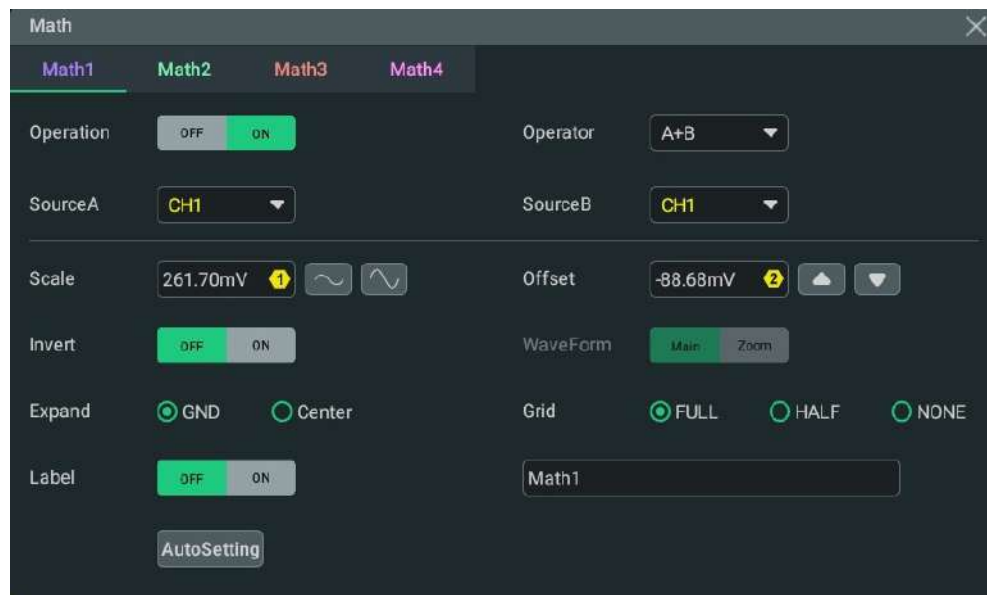 Math
Math1 Math2 Math3 Math4
Operation OFF ON Operator A+B
SourceA CH1 SourceB CH1
Scale 261.70mV 1 Offset -88.68mV 2
Invert OFF ON WaveForm Main Zoom
Expand GND Center Grid FULL HALF NONE
Label OFF ON Math1
AutoSetting